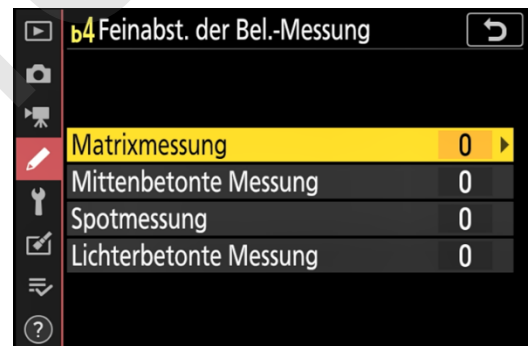 b4 Feinabst. der Bel.-Messung
Matrixmessung 0
Mittenbetonte Messung 0
Spotmessung 0
Lichterbetonte Messung 0
?